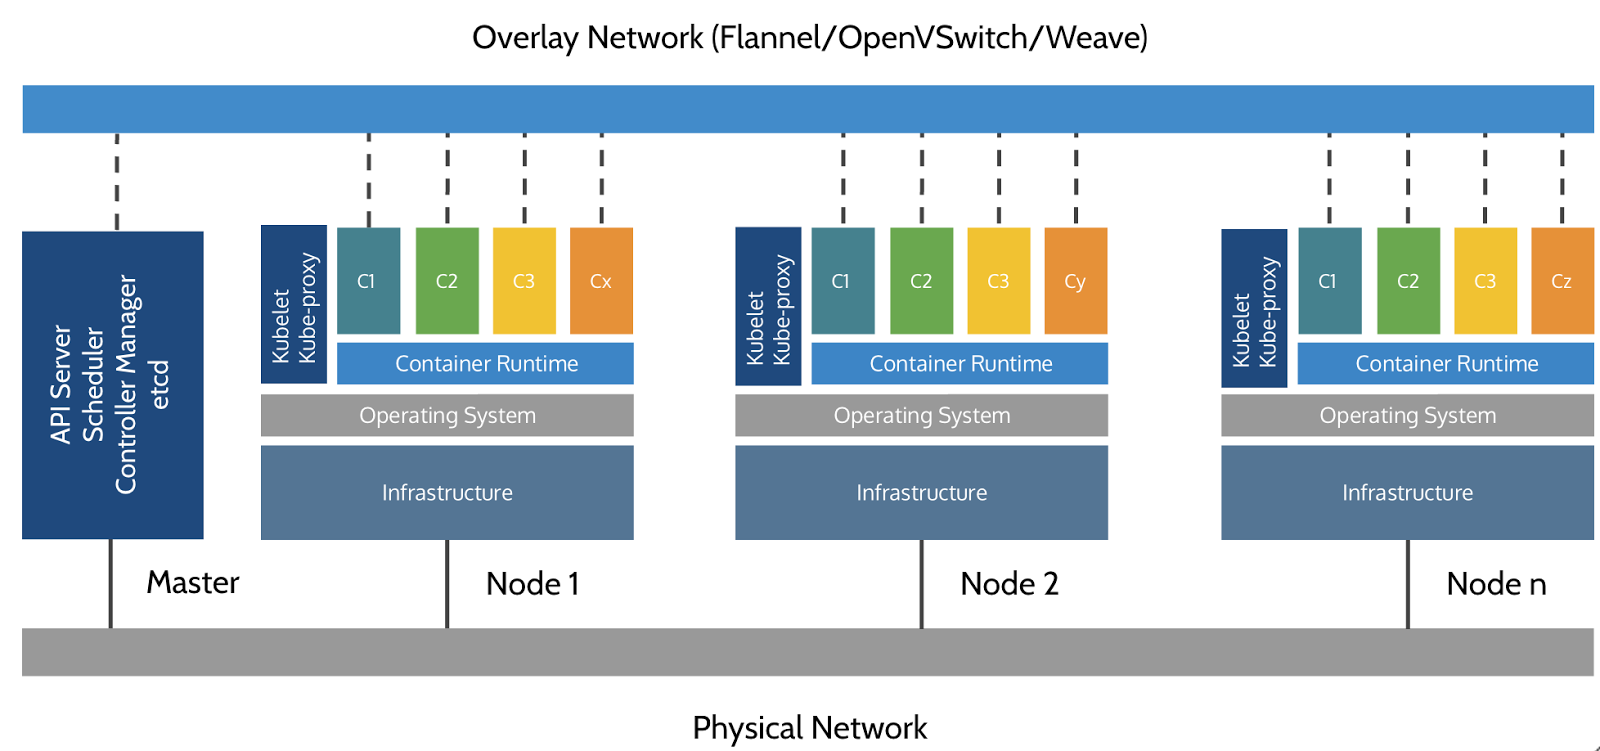 Overlay Network (Flannel/OpenVSwitch/Weave)
API Server
Scheduler
Controller Manager
etcd
Master
Kubelet
Kube-proxy
C1
C2
C3
Cx
Container Runtime
Operating System
Infrastructure
Node 1
Kubelet
Kube-proxy
C1
C2
C3
Cy
Container Runtime
Operating System
Infrastructure
Node 2
Kubelet
Kube-proxy
C1
C2
C3
Cz
Container Runtime
Operating System
Infrastructure
Node n
Physical Network